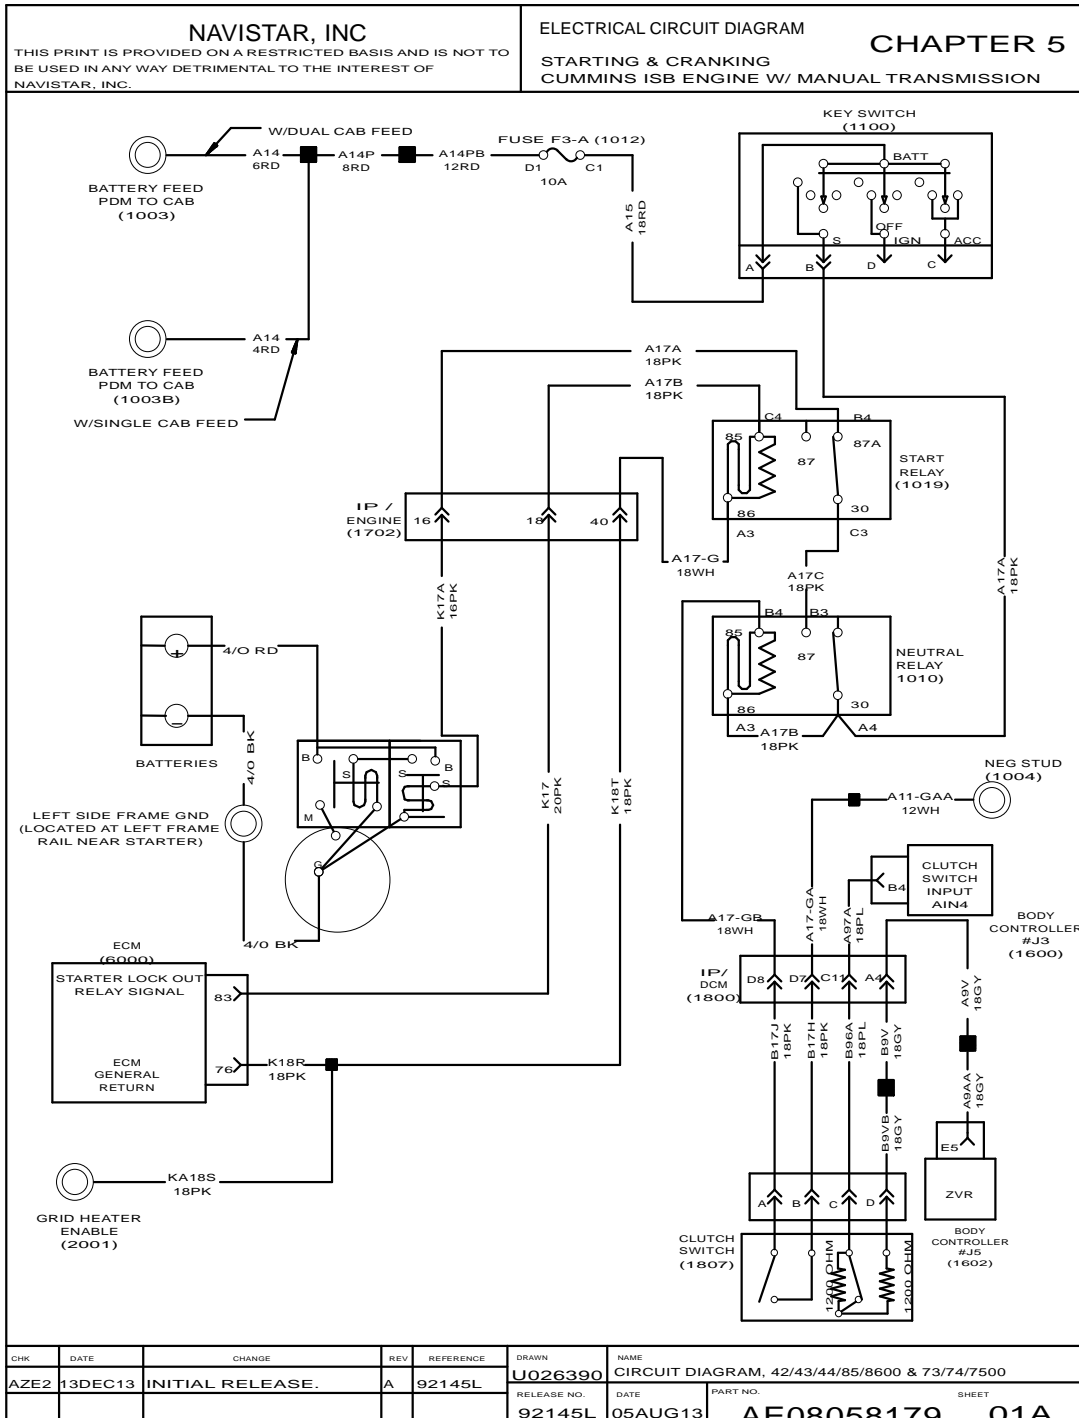 NAVISTAR, INC
THIS PRINT IS PROVIDED ON A RESTRICTED BASIS AND IS NOT TO
BE USED IN ANY WAY DETRIMENTAL TO THE INTEREST OF
NAVISTAR, INC.
ELECTRICAL CIRCUIT DIAGRAM
CHAPTER 5
STARTING & CRANKING
CUMMINS ISB ENGINE W/ MANUAL TRANSMISSION
W/DUAL CAB FEED
A14
6RD
A14P
8RD
A14PB
12RD
FUSE F3-A (1012)
D1
C1
10A
BATTERY FEED
PDM TO CAB
(1003)
A15
18RD
KEY SWITCH
(1100)
BATT
OFF
S
IGN
ACC
A
B
D
C
A14
4RD
BATTERY FEED
PDM TO CAB
(1003B)
W/SINGLE CAB FEED
A17A
18PK
A17B
18PK
C4
B4
85
87
87A
86
30
A3
C3
START
RELAY
(1019)
IP /
ENGINE
(1702)
16
18
40
A17-G
18WH
A17C
18PK
A17A
18PK
K17A
16PK
B4
B3
85
87
86
30
A3
A4
A17B
18PK
NEUTRAL
RELAY
1010)
4/O RD
BATTERIES
+
−
4/0 BK
B
S
S
B
S
M
G
LEFT SIDE FRAME GND
(LOCATED AT LEFT FRAME
RAIL NEAR STARTER)
4/0 BK
K17
20PK
K18T
18PK
NEG STUD
(1004)
A11-GAA
12WH
CLUTCH
SWITCH
INPUT
AIN4
B4
BODY
CONTROLLER
#J3
(1600)
A17-GB
18WH
A17-GA
18WH
A97A
18PL
ECM
(6000)
STARTER LOCK OUT
RELAY SIGNAL
83
ECM
GENERAL
RETURN
76
K18R
18PK
IP/
DCM
(1800)
D8
D7
C11
A4
A9V
18GY
B17J
18PK
B17H
18PK
B96A
18PL
B9V
18GY
A9AA
18GY
B9VB
18GY
E5
ZVR
BODY
CONTROLLER
#J5
(1602)
KA18S
18PK
GRID HEATER
ENABLE
(2001)
A
B
C
D
CLUTCH
SWITCH
(1807)
1200 OHM
1200 OHM
CHK DATE CHANGE REV REFERENCE
AZE2 13DEC13 INITIAL RELEASE. A 92145L
DRAWN
U026390
NAME
CIRCUIT DIAGRAM, 42/43/44/85/8600 & 73/74/7500
RELEASE NO.
92145L
DATE
05AUG13
PART NO.
AF08058179
SHEET
01A